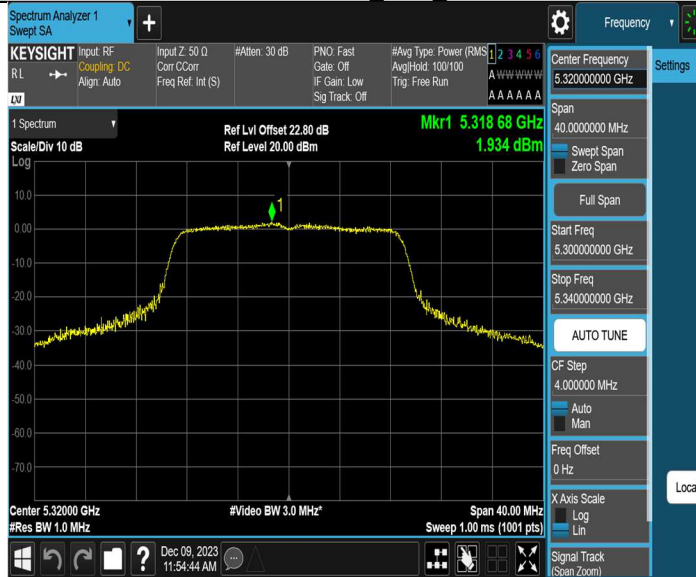 Spectrum Analyzer 1
Swept SA
+
Frequency
KEYSIGHT
R L
LXI
Input: RF
Coupling: DC
Align: Auto
Input Z: 50 Ω
Corr CCorr
Freq Ref: Int (S)
#Atten: 30 dB
PNO: Fast
Gate: Off
IF Gain: Low
Sig Track: Off
#Avg Type: Power (RMS
Avg|Hold: 100/100
Trig: Free Run
1 2 3 4 5 6
A W W W W W
A A A A A A
1 Spectrum
Scale/Div 10 dB
Log
Ref Lvl Offset 22.80 dB
Ref Level 20.00 dBm
Mkr1 5.318 68 GHz
1.934 dBm
1
10.0
0.00
-10.0
-20.0
-30.0
-40.0
-50.0
-60.0
-70.0
Center 5.32000 GHz
#Res BW 1.0 MHz
#Video BW 3.0 MHz*
Span 40.00 MHz
Sweep 1.00 ms (1001 pts)
?
Dec 09, 2023
11:54:44 AM
Center Frequency
5.320000000 GHz
Settings
Span
40.0000000 MHz
Swept Span
Zero Span
Full Span
Start Freq
5.300000000 GHz
Stop Freq
5.340000000 GHz
AUTO TUNE
CF Step
4.000000 MHz
Auto
Man
Freq Offset
0 Hz
X Axis Scale
Log
Lin
Loca
Signal Track
(Span Zoom)